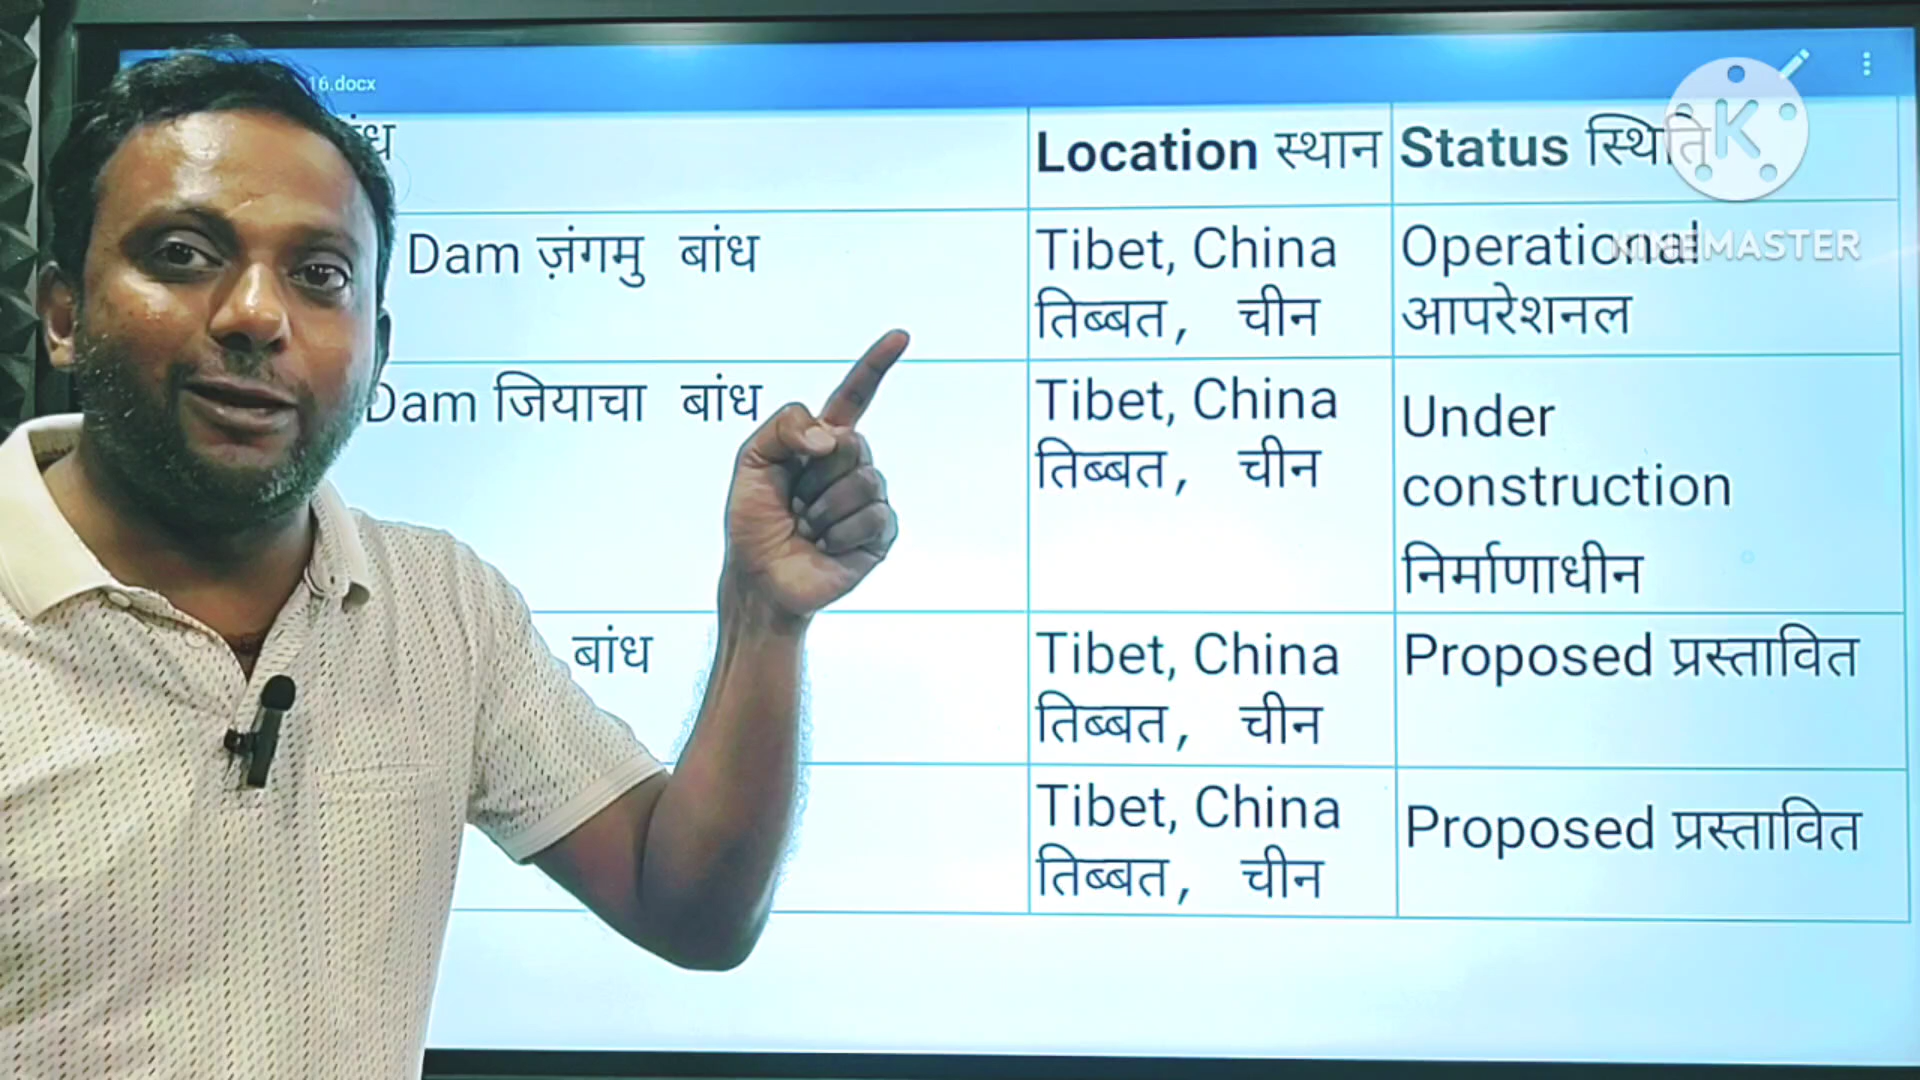 16.docx
Location स्थान
Status स्थिति
Dam ज़ंगमु बांध
Tibet, China
तिब्बत, चीन
Operational
आपरेशनल
Dam जियाचा बांध
Tibet, China
तिब्बत, चीन
Under
construction
निर्माणाधीन
बांध
Tibet, China
तिब्बत, चीन
Proposed प्रस्तावित
Tibet, China
तिब्बत, चीन
Proposed प्रस्तावित
K
KINEMASTER